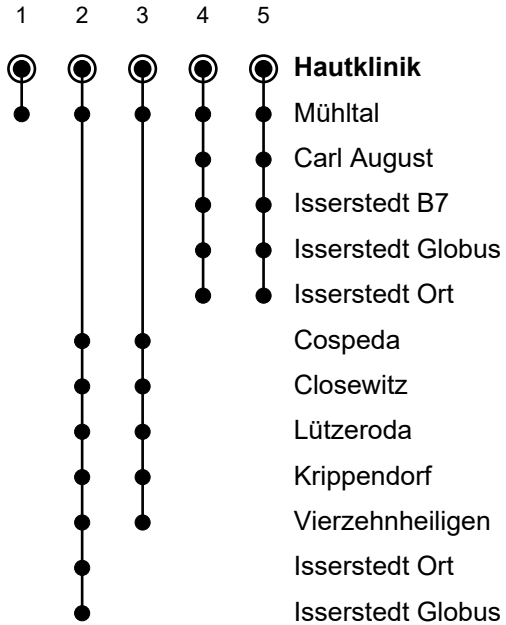 1 2 3 4 5
Hautklinik
Mühltal
Carl August
Isserstedt B7
Isserstedt Globus
Isserstedt Ort
Cospeda
Closewitz
Lützeroda
Krippendorf
Vierzehnheiligen
Isserstedt Ort
Isserstedt Globus